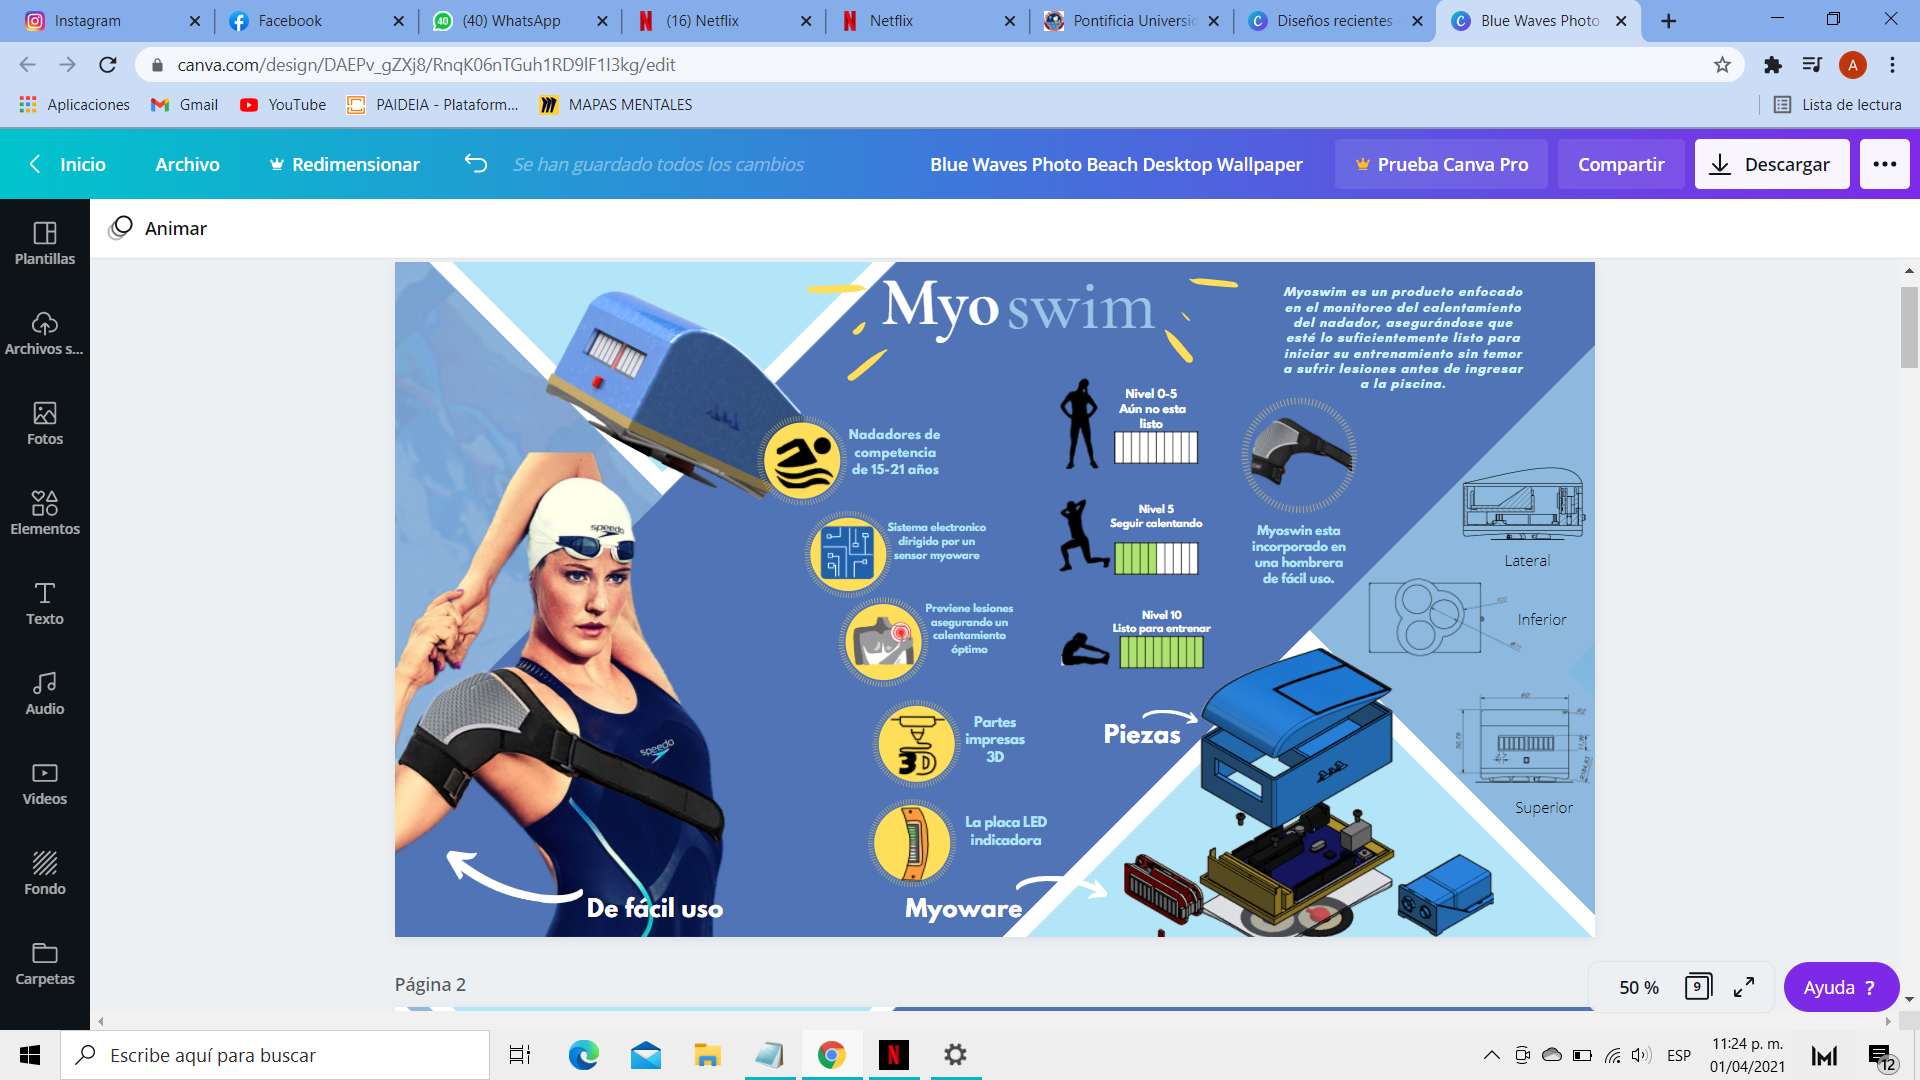 Instagram
Facebook
(40) WhatsApp
(16) Netflix
Netflix
Pontificia Universic
Diseños recientes -
Blue Waves Photo
canva.com/design/DAEPv_gZXj8/RnqK06nTGuh1RD9lF1I3kg/edit
A
Aplicaciones
Gmail
YouTube
PAIDEIA - Plataform...
MAPAS MENTALES
Lista de lectura
Inicio
Archivo
Redimensionar
Se han guardado todos los cambios
Blue Waves Photo Beach Desktop Wallpaper
Prueba Canva Pro
Compartir
Descargar
Animar
Plantillas
Archivos s...
Fotos
Elementos
Texto
Audio
Videos
Fondo
Carpetas
Myo swim
Myoswim es un producto enfocado
en el monitoreo del calentamiento
del nadador, asegurándose que
esté lo suficientemente listo para
iniciar su entrenamiento sin temor
a sufrir lesiones antes de ingresar
a la piscina.
Nadadores de
competencia
de 15-21 años
Sistema electronico
dirigido por un
sensor myoware
Previene lesiones
asegurando un
calentamiento
óptimo
3D
Partes
impresas
3D
La placa LED
indicadora
Nivel 0-5
Aún no esta
listo
Nivel 5
Seguir calentando
Nivel 10
Listo para entrenar
Myoswin esta
incorporado en
una hombrera
de fácil uso.
Lateral
Inferior
Superior
Piezas
Myoware
De fácil uso
speedo
speedo
Página 2
50 %
9
Ayuda ?
Escribe aquí para buscar
ESP
11:24 p. m.
01/04/2021
12